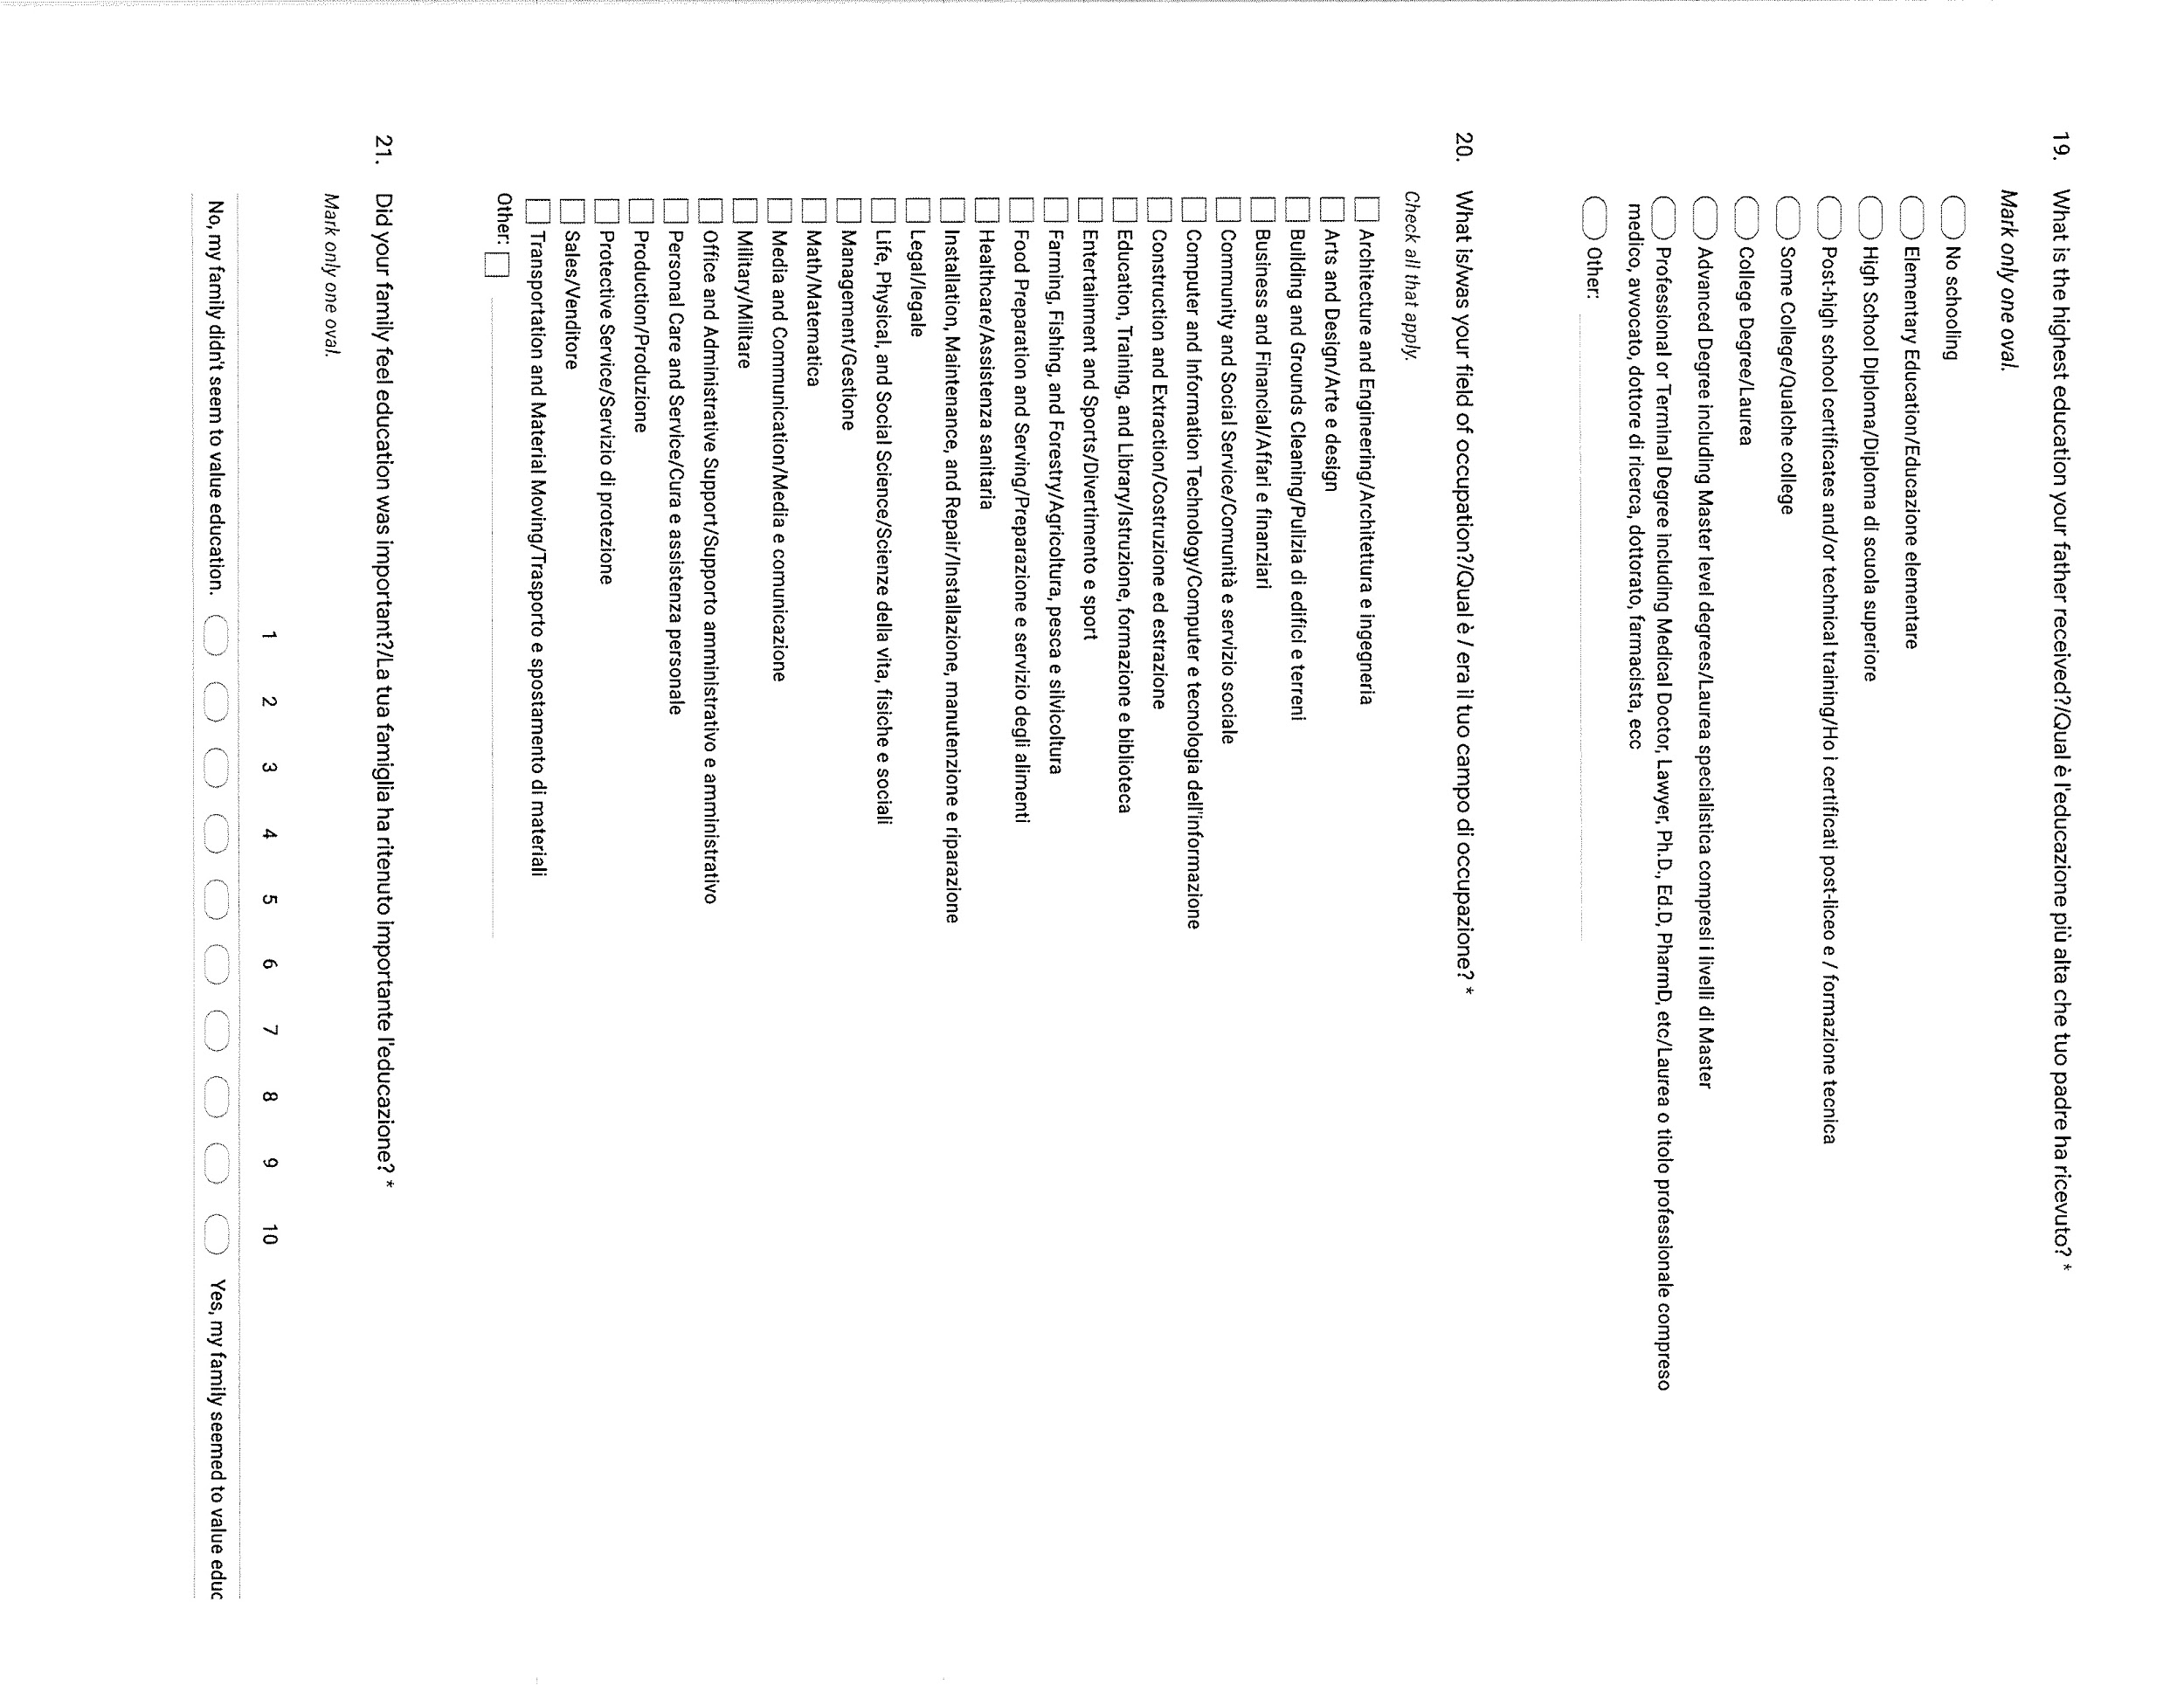 19. What is the highest education your father received?/Qual è l'educazione più alta che tuo padre ha ricevuto? *
Mark only one oval.
No schooling
Elementary Education/Educazione elementare
High School Diploma/Diploma di scuola superiore
Post-high school certificates and/or technical training/Ho i certificati post-liceo e / formazione tecnica
Some College/Qualche college
College Degree/Laurea
Advanced Degree including Master level degrees/Laurea specialistica compresi i livelli di Master
Professional or Terminal Degree including Medical Doctor, Lawyer, Ph.D., Ed.D, PharmD, etc/Laurea o titolo professionale compreso
medico, avvocato, dottore di ricerca, dottorato, farmacista, ecc
Other:
20. What is/was your field of occupation?/Qual è / era il tuo campo di occupazione? *
Check all that apply.
Architecture and Engineering/Architettura e ingegneria
Arts and Design/Arte e design
Building and Grounds Cleaning/Pulizia di edifici e terreni
Business and Financial/Affari e finanziari
Community and Social Service/Comunità e servizio sociale
Computer and Information Technology/Computer e tecnologia dell'informazione
Construction and Extraction/Costruzione ed estrazione
Education, Training, and Library/Istruzione, formazione e biblioteca
Entertainment and Sports/Divertimento e sport
Farming, Fishing, and Forestry/Agricoltura, pesca e silvicoltura
Food Preparation and Serving/Preparazione e servizio degli alimenti
Healthcare/Assistenza sanitaria
Installation, Maintenance, and Repair/Installazione, manutenzione e riparazione
Legal/legale
Life, Physical, and Social Science/Scienze della vita, fisiche e sociali
Management/Gestione
Math/Matematica
Media and Communication/Media e comunicazione
Military/Militare
Office and Administrative Support/Supporto amministrativo e amministrativo
Personal Care and Service/Cura e assistenza personale
Production/Produzione
Protective Service/Servizio di protezione
Sales/Venditore
Transportation and Material Moving/Trasporto e spostamento di materiali
Other:
21. Did your family feel education was important?/La tua famiglia ha ritenuto importante l'educazione? *
Mark only one oval.
1 2 3 4 5 6 7 8 9 10
No, my family didn't seem to value education. Yes, my family seemed to value educ